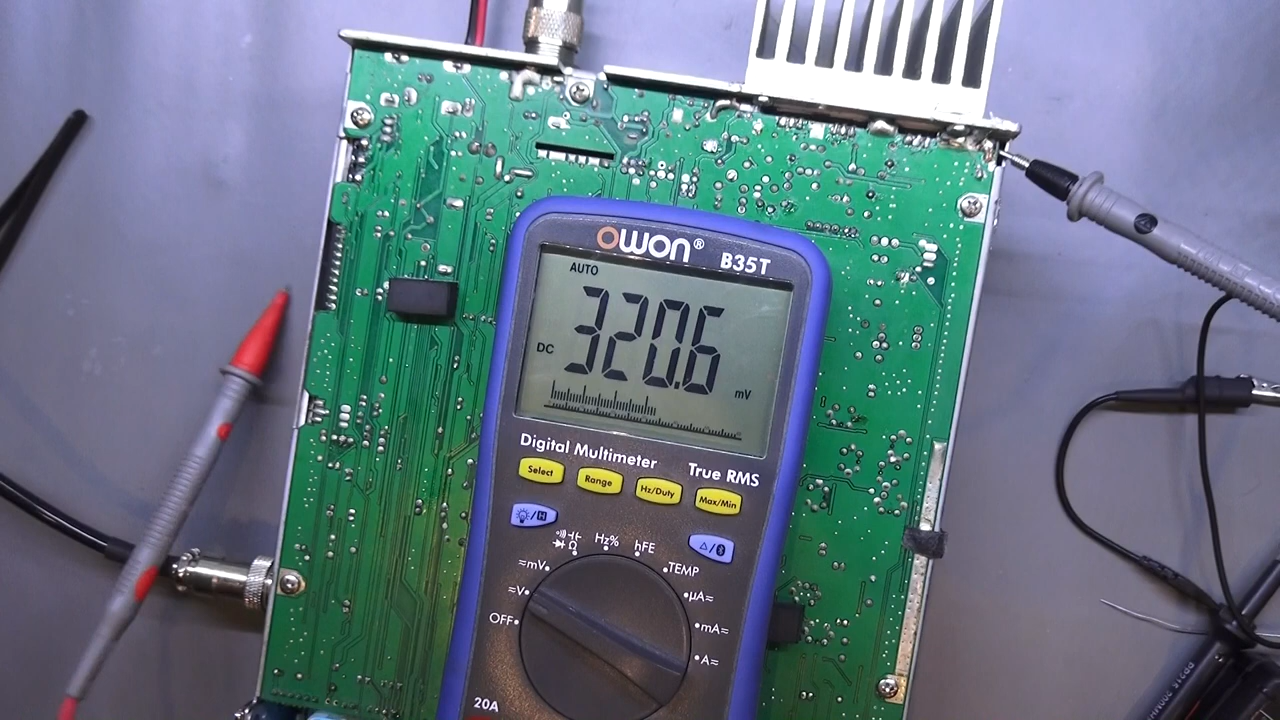 OWON® B35T
AUTO
320.6
DC
mV
Digital Multimeter True RMS
Select
Range
Hz/Duty
Max/Min
/H
Δ/
Hz%
hFE
Ω
≂mV
TEMP
≂V
µA≂
OFF
mA≂
A≂
20A